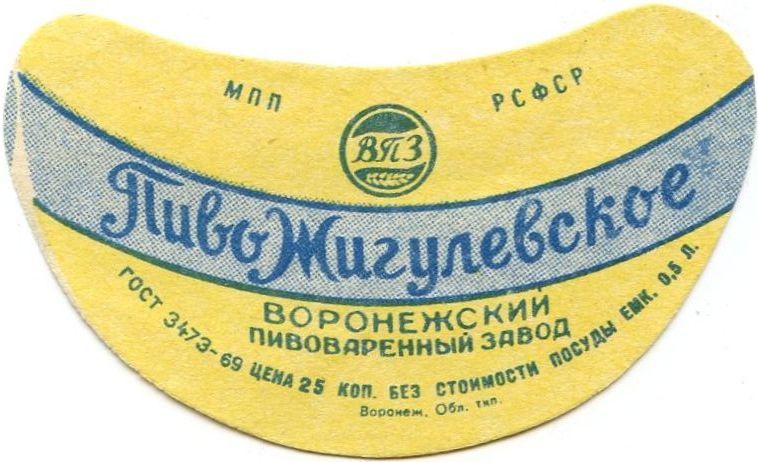 МПП РСФСР
ВПЗ
Пиво Жигулевское
ВОРОНЕЖСКИЙ
ПИВОВАРЕННЫЙ ЗАВОД
ГОСТ 3473-69 ЦЕНА 25 КОП. БЕЗ СТОИМОСТИ ПОСУДЫ ЕМК. 0,5 Л.
Воронеж, Обл. тип.